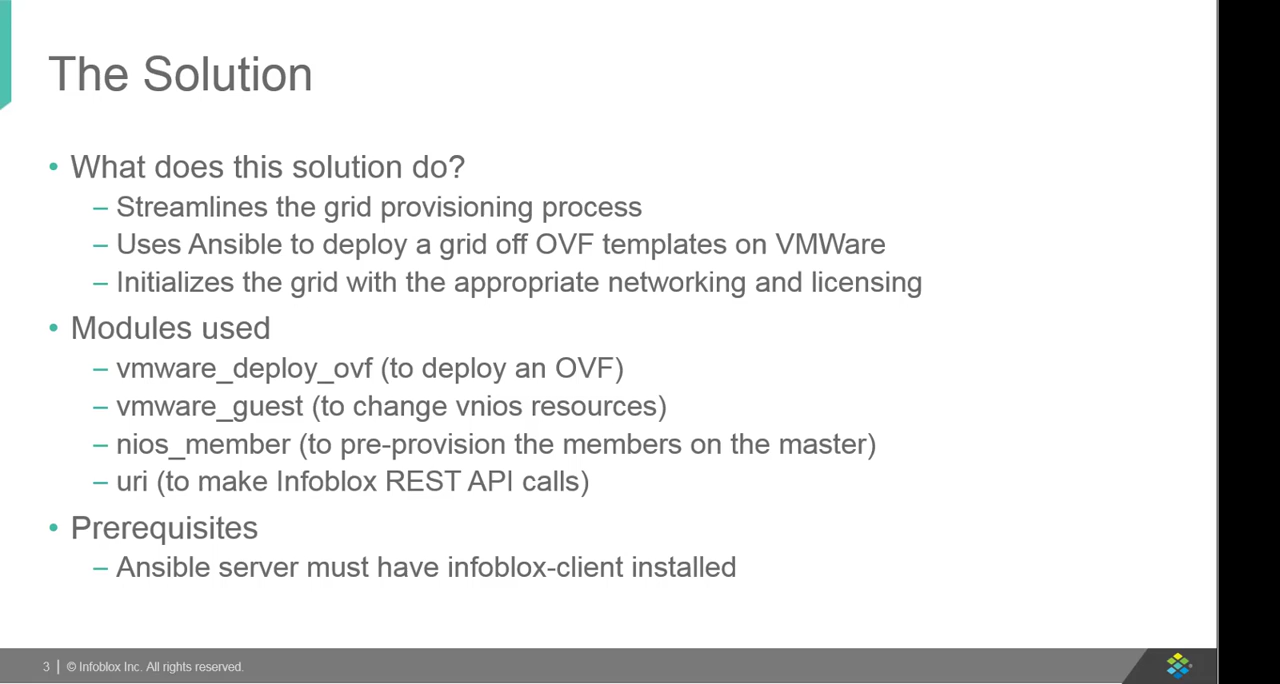 The Solution
• What does this solution do?
– Streamlines the grid provisioning process
– Uses Ansible to deploy a grid off OVF templates on VMWare
– Initializes the grid with the appropriate networking and licensing
• Modules used
– vmware_deploy_ovf (to deploy an OVF)
– vmware_guest (to change vnios resources)
– nios_member (to pre-provision the members on the master)
– uri (to make Infoblox REST API calls)
• Prerequisites
– Ansible server must have infoblox-client installed
3 | © Infoblox Inc. All rights reserved.